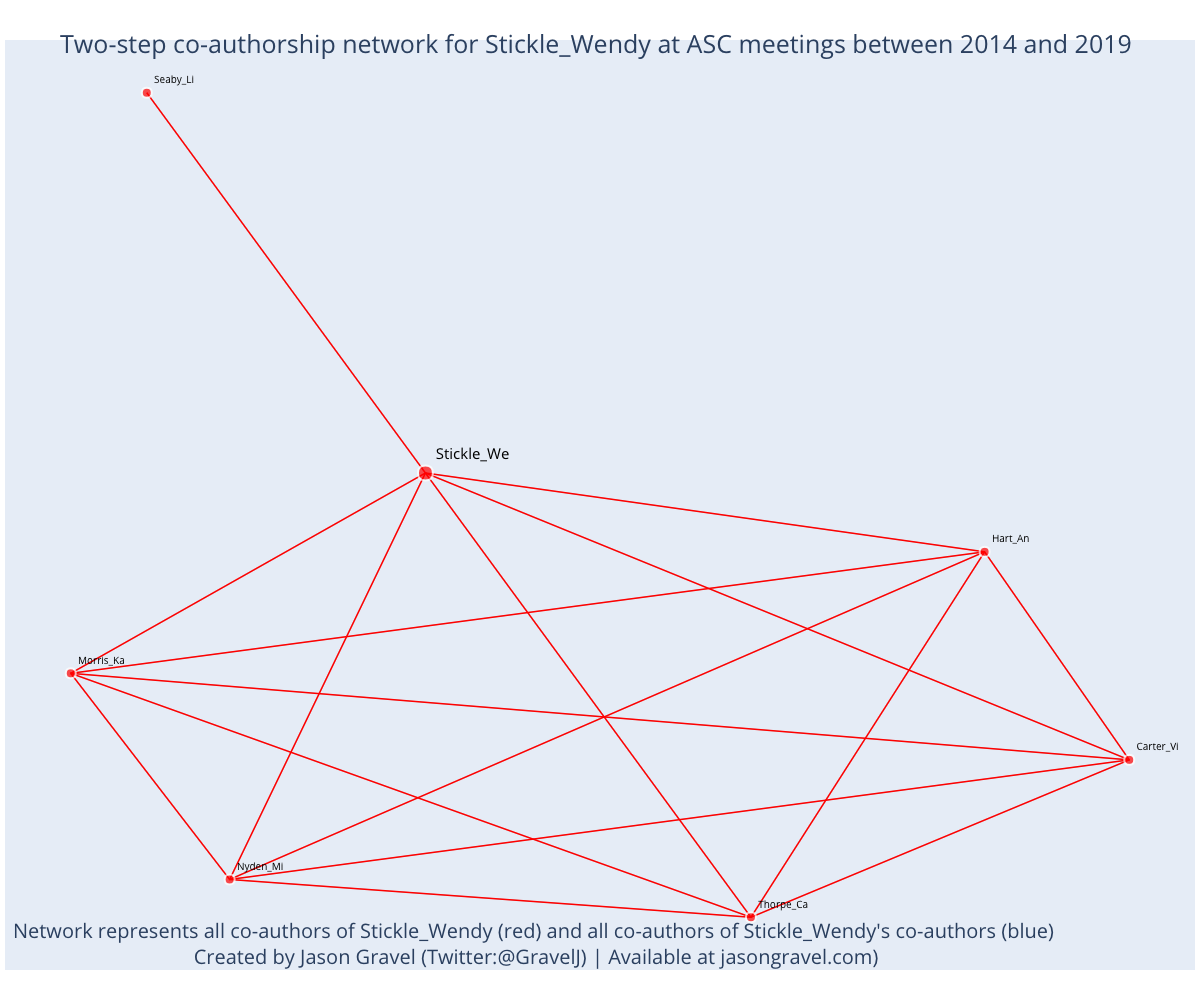 Two-step co-authorship network for Stickle_Wendy at ASC meetings between 2014 and 2019
Seaby_Li
Stickle_We
Hart_An
Morris_Ka
Carter_Vi
Nyden_Mi
Thorpe_Ca
Network represents all co-authors of Stickle_Wendy (red) and all co-authors of Stickle_Wendy's co-authors (blue)
Created by Jason Gravel (Twitter:@GravelJ) | Available at jasongravel.com)